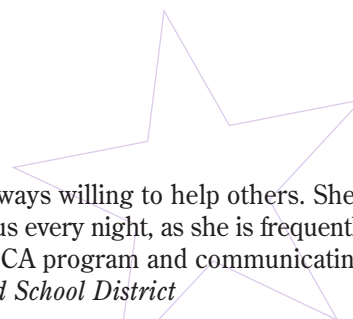 ways willing to help others. She
us every night, as she is frequentl
CA program and communicatin
d School District